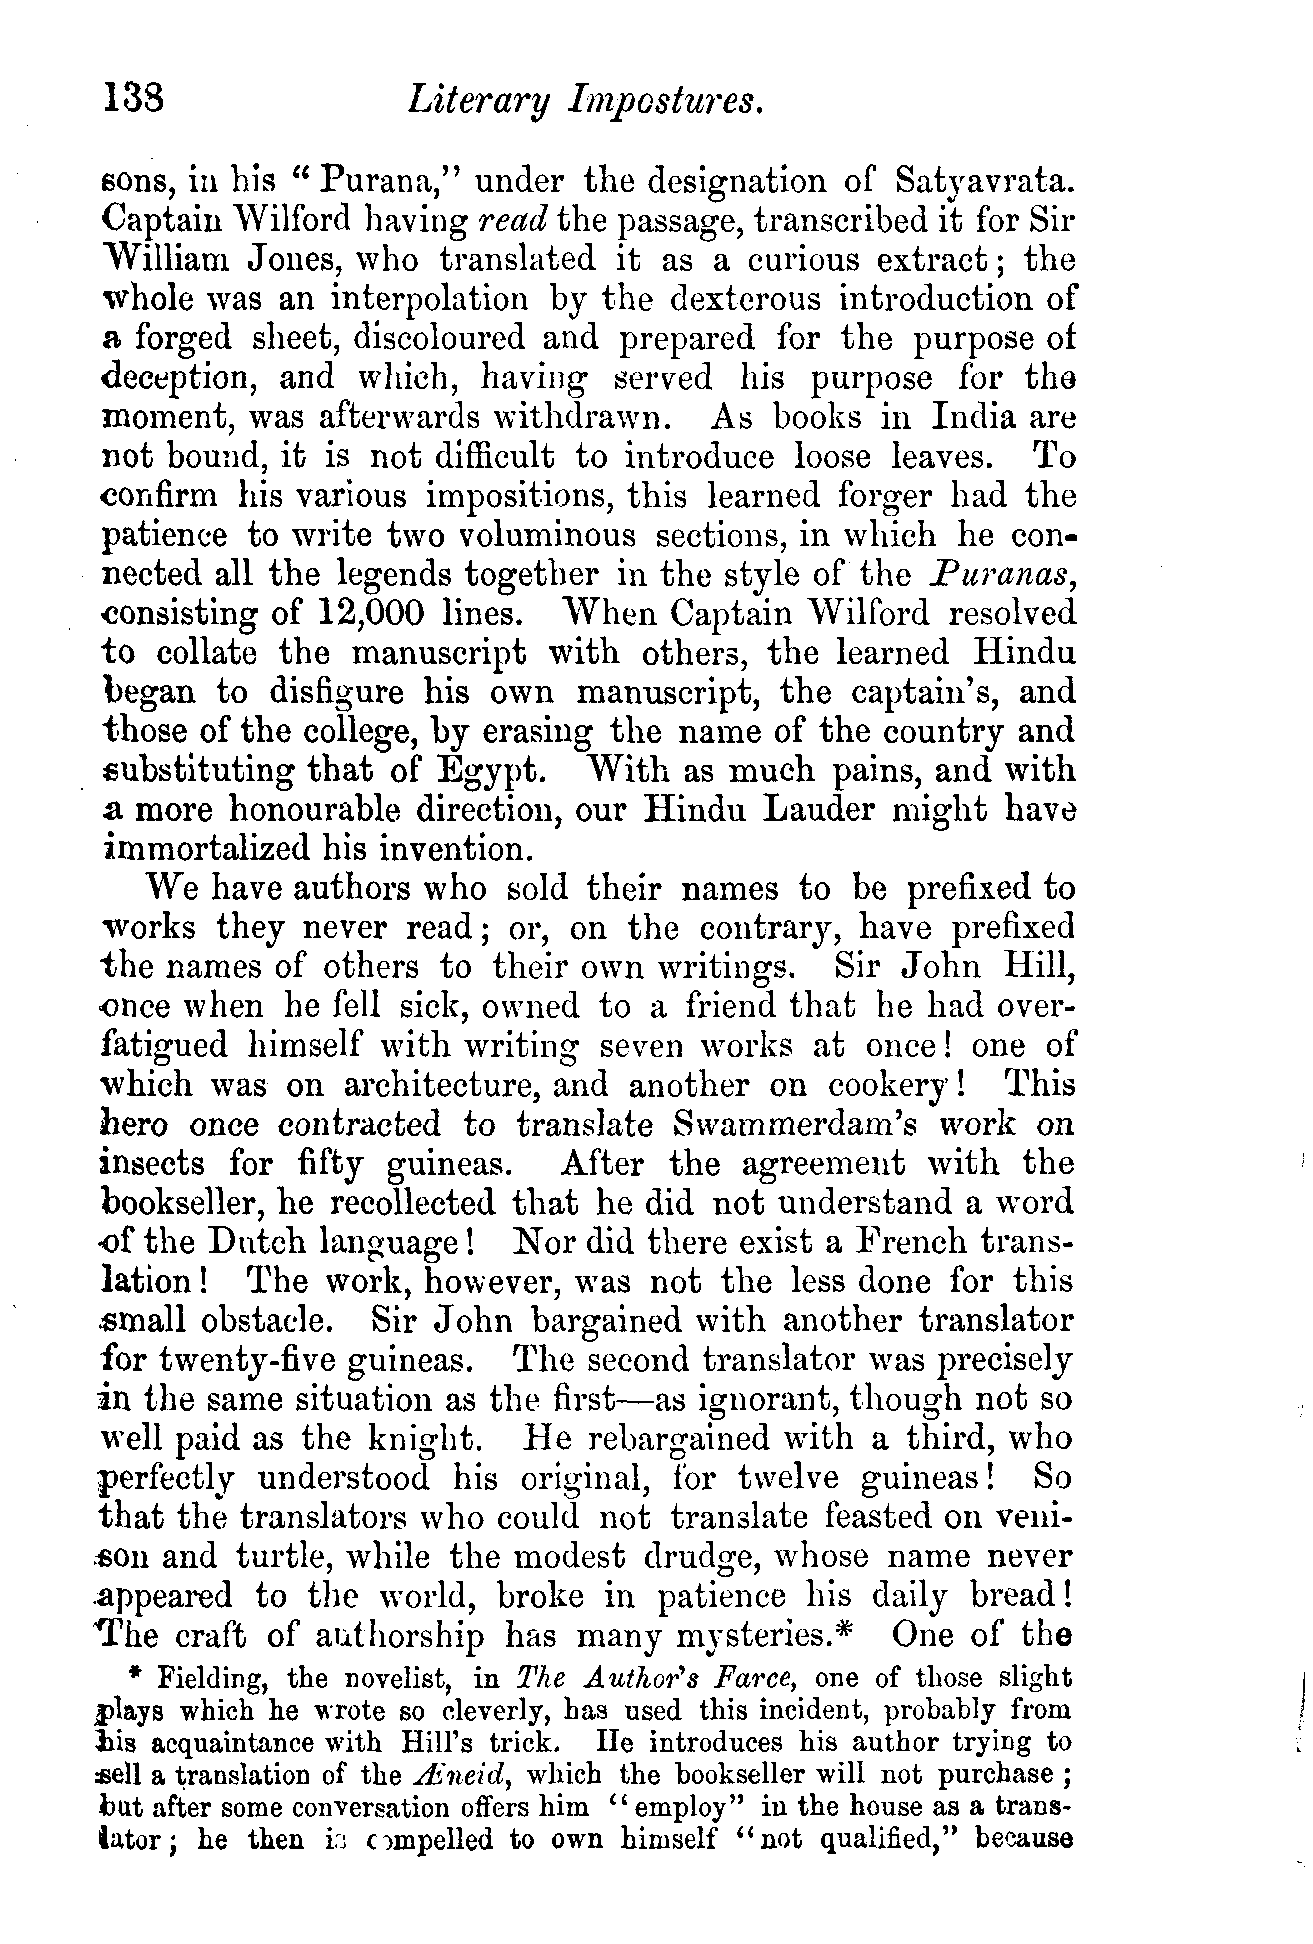 138 Literary Impostures.
sons, in his “Purana,” under the designation of Satyavrata.
Captain Wilford having read the passage, transcribed it for Sir
William Jones, who translated it as a curious extract; the
whole was an interpolation by the dexterous introduction of
a forged sheet, discoloured and prepared for the purpose of
deception, and which, having served his purpose for the
moment, was afterwards withdrawn. As books in India are
not bound, it is not difficult to introduce loose leaves. To
confirm his various impositions, this learned forger had the
patience to write two voluminous sections, in which he con-
nected all the legends together in the style of the Puranas,
consisting of 12,000 lines. When Captain Wilford resolved
to collate the manuscript with others, the learned Hindu
began to disfigure his own manuscript, the captain’s, and
those of the college, by erasing the name of the country and
substituting that of Egypt. With as much pains, and with
a more honourable direction, our Hindu Lauder might have
immortalized his invention.
We have authors who sold their names to be prefixed to
works they never read; or, on the contrary, have prefixed
the names of others to their own writings. Sir John Hill,
once when he fell sick, owned to a friend that he had over-
fatigued himself with writing seven works at once! one of
which was on architecture, and another on cookery! This
hero once contracted to translate Swammerdam’s work on
insects for fifty guineas. After the agreement with the
bookseller, he recollected that he did not understand a word
of the Dutch language! Nor did there exist a French trans-
lation! The work, however, was not the less done for this
small obstacle. Sir John bargained with another translator
for twenty-five guineas. The second translator was precisely
in the same situation as the first—as ignorant, though not so
well paid as the knight. He rebargained with a third, who
perfectly understood his original, for twelve guineas! So
that the translators who could not translate feasted on veni-
son and turtle, while the modest drudge, whose name never
appeared to the world, broke in patience his daily bread!
The craft of authorship has many mysteries.* One of the
* Fielding, the novelist, in The Author’s Farce, one of those slight
plays which he wrote so cleverly, has used this incident, probably from
his acquaintance with Hill’s trick. He introduces his author trying to
sell a translation of the Æneid, which the bookseller will not purchase;
but after some conversation offers him “employ” in the house as a trans-
lator; he then is compelled to own himself “not qualified,” because